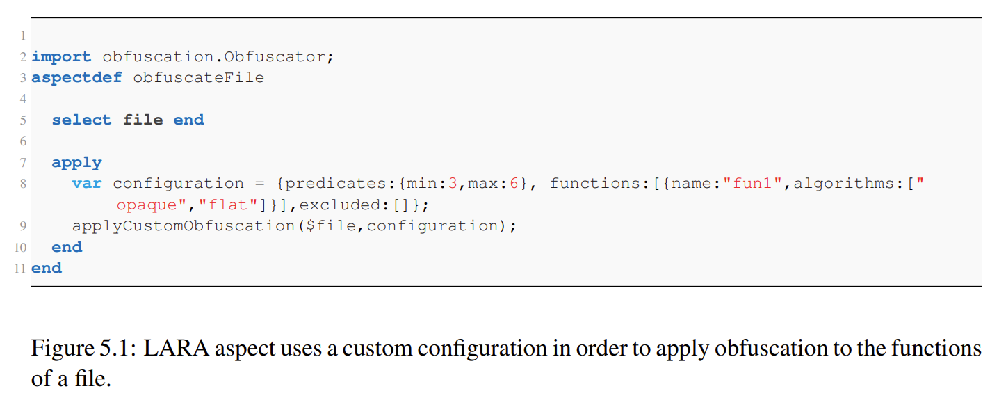 1
2 import obfuscation.Obfuscator;
3 aspectdef obfuscateFile
4
5 select file end
6
7 apply
8 var configuration = {predicates:{min:3,max:6}, functions:[{name:"fun1",algorithms:["
opaque","flat"]}],excluded:[]};
9 applyCustomObfuscation($file,configuration);
10 end
11 end
Figure 5.1: LARA aspect uses a custom configuration in order to apply obfuscation to the functions
of a file.